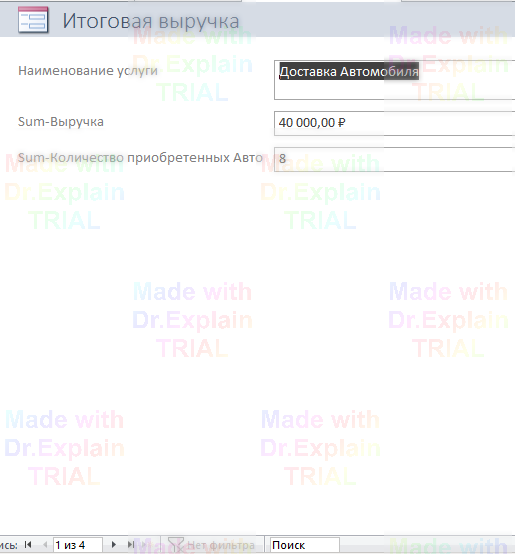 Итоговая выручка
Наименование услуги
Доставка Автомобиля
Sum-Выручка
40 000,00 ₽
Sum-Количество приобретенных Авто
8
Made with
Dr.Explain
TRIAL
Made with
Dr.Explain
TRIAL
Made with
Dr.Explain
TRIAL
Made with
Dr.Explain
TRIAL
Made with
Dr.Explain
TRIAL
Made with
Dr.Explain
TRIAL
Made with
Dr.Explain
TRIAL
Made with
Dr.Explain
TRIAL
ись: 1 из 4 Нет фильтра Поиск
Made with
Made with